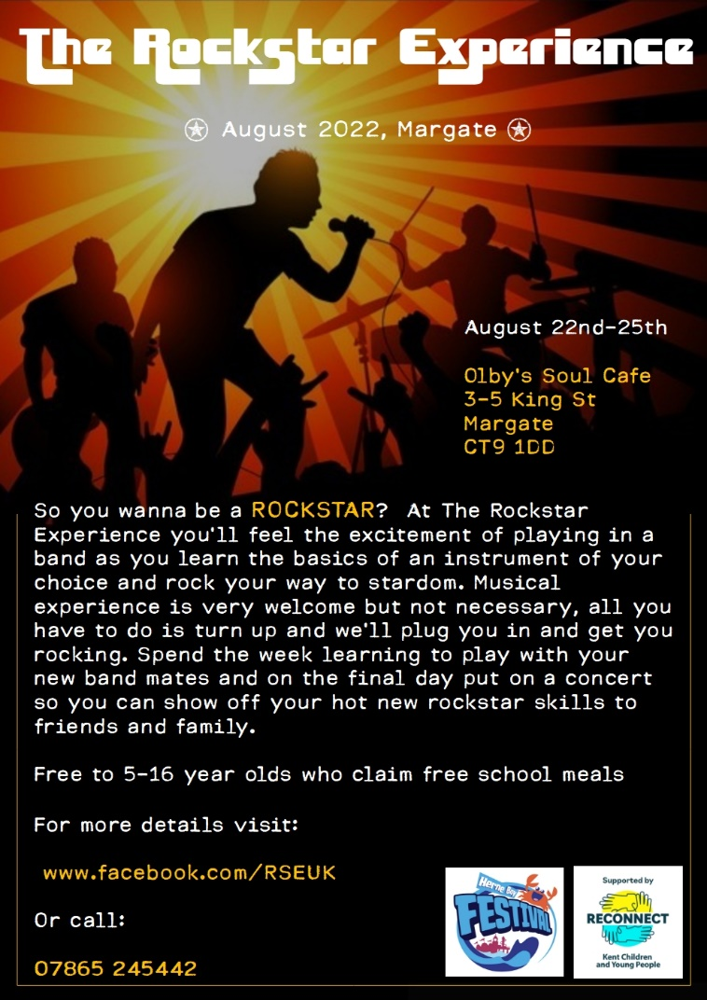 The Rockstar Experience
August 2022, Margate
August 22nd-25th
Olby's Soul Cafe
3-5 King St
Margate
CT9 1DD
So you wanna be a ROCKSTAR? At The Rockstar
Experience you'll feel the excitement of playing in a
band as you learn the basics of an instrument of your
choice and rock your way to stardom. Musical
experience is very welcome but not necessary, all you
have to do is turn up and we'll plug you in and get you
rocking. Spend the week learning to play with your
new band mates and on the final day put on a concert
so you can show off your hot new rockstar skills to
friends and family.
Free to 5-16 year olds who claim free school meals
For more details visit:
www.facebook.com/RSEUK
Or call:
07865 245442
Herne Bay
FESTIVAL
Supported by
RECONNECT
Kent Children
and Young People